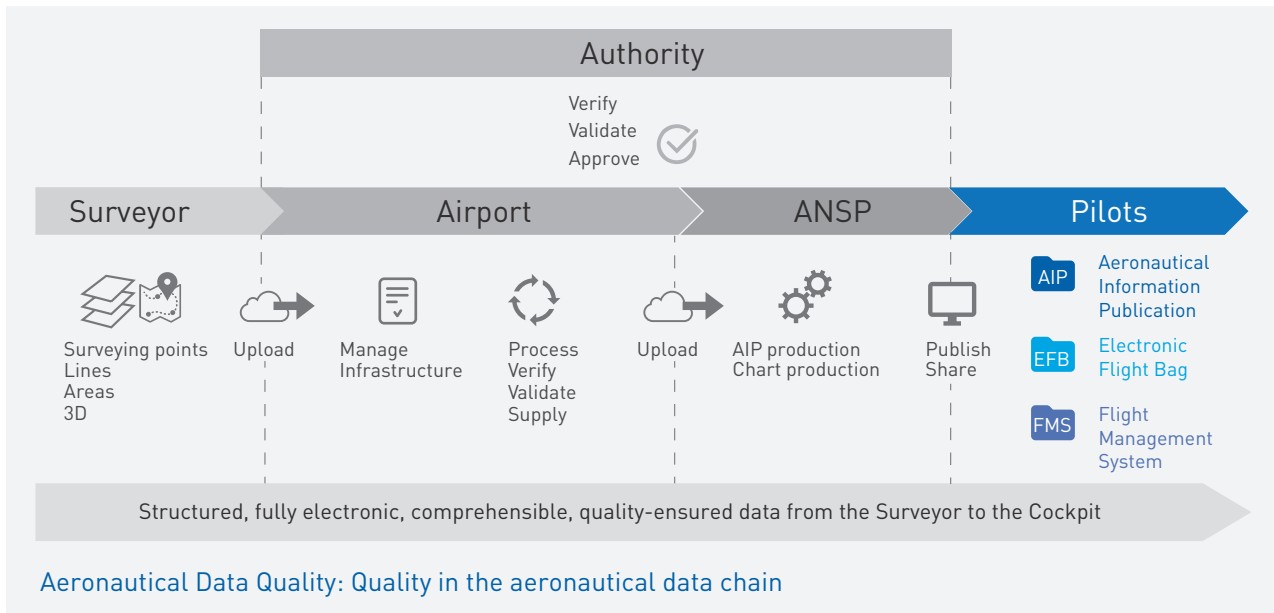 Authority
Verify
Validate
Approve
Surveyor
Airport
ANSP
Pilots
Surveying points
Lines
Areas
3D
Upload
Manage
Infrastructure
Process
Verify
Validate
Supply
Upload
AIP production
Chart production
Publish
Share
AIP
Aeronautical
Information
Publication
EFB
Electronic
Flight Bag
FMS
Flight
Management
System
Structured, fully electronic, comprehensible, quality-ensured data from the Surveyor to the Cockpit
Aeronautical Data Quality: Quality in the aeronautical data chain